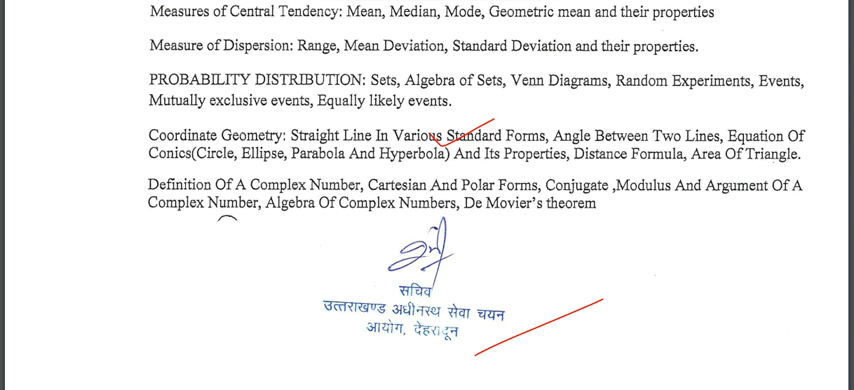 Measures of Central Tendency: Mean, Median, Mode, Geometric mean and their properties
Measure of Dispersion: Range, Mean Deviation, Standard Deviation and their properties.
PROBABILITY DISTRIBUTION: Sets, Algebra of Sets, Venn Diagrams, Random Experiments, Events,
Mutually exclusive events, Equally likely events.
Coordinate Geometry: Straight Line In Various Standard Forms, Angle Between Two Lines, Equation Of
Conics(Circle, Ellipse, Parabola And Hyperbola) And Its Properties, Distance Formula, Area Of Triangle.
Definition Of A Complex Number, Cartesian And Polar Forms, Conjugate ,Modulus And Argument Of A
Complex Number, Algebra Of Complex Numbers, De Movier's theorem
सचिव
उत्तराखण्ड अधीनस्थ सेवा चयन
आयोग, देहरादून